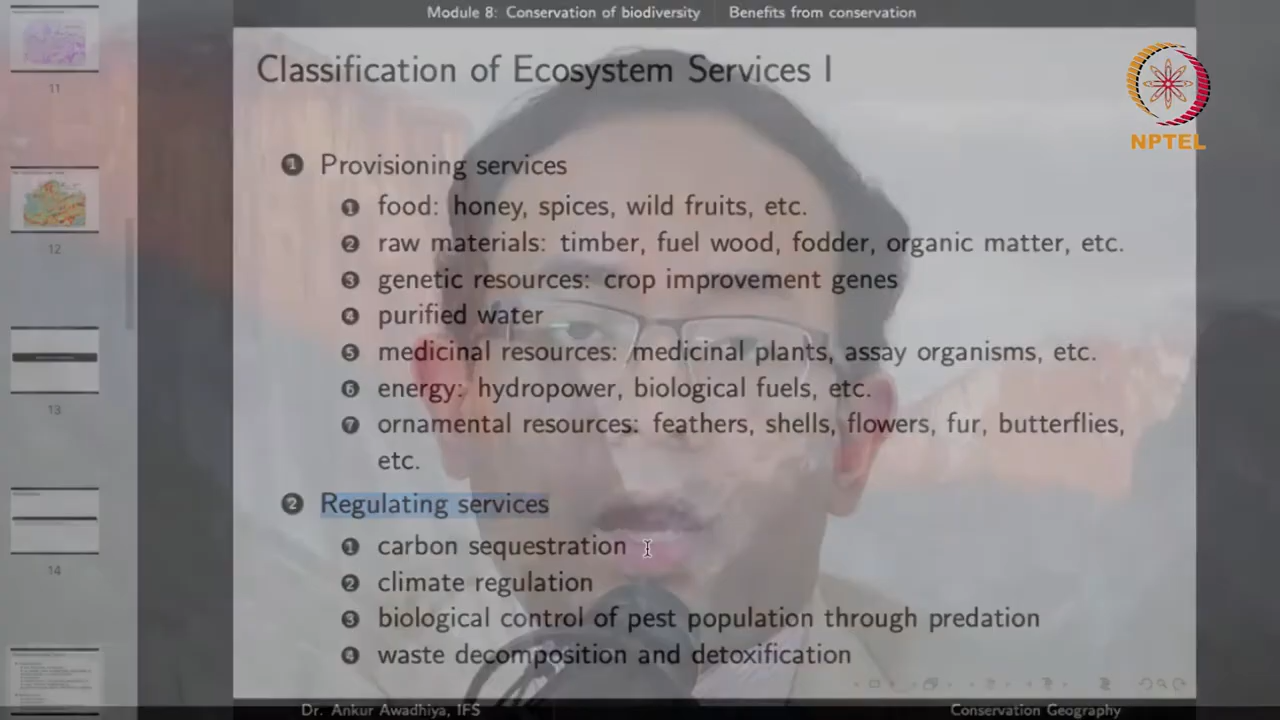 Module 8: Conservation of biodiversity Benefits from conservation
Classification of Ecosystem Services I
NPTEL
1 Provisioning services
1 food: honey, spices, wild fruits, etc.
2 raw materials: timber, fuel wood, fodder, organic matter, etc.
3 genetic resources: crop improvement genes
4 purified water
5 medicinal resources: medicinal plants, assay organisms, etc.
6 energy: hydropower, biological fuels, etc.
7 ornamental resources: feathers, shells, flowers, fur, butterflies,
etc.
2 Regulating services
1 carbon sequestration
2 climate regulation
3 biological control of pest population through predation
4 waste decomposition and detoxification
Dr. Ankur Awadhiya, IFS Conservation Geography
11
12
13
14